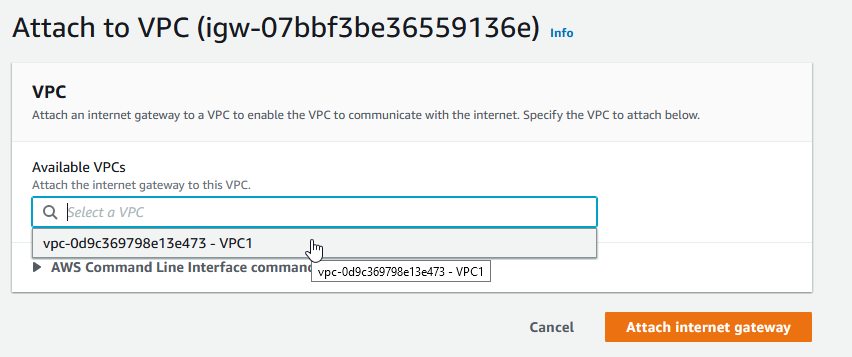 Attach to VPC (igw-07bbf3be36559136e) Info
VPC
Attach an internet gateway to a VPC to enable the VPC to communicate with the internet. Specify the VPC to attach below.
Available VPCs
Attach the internet gateway to this VPC.
Select a VPC
vpc-0d9c369798e13e473 - VPC1
AWS Command Line Interface command
vpc-0d9c369798e13e473 - VPC1
Cancel
Attach internet gateway